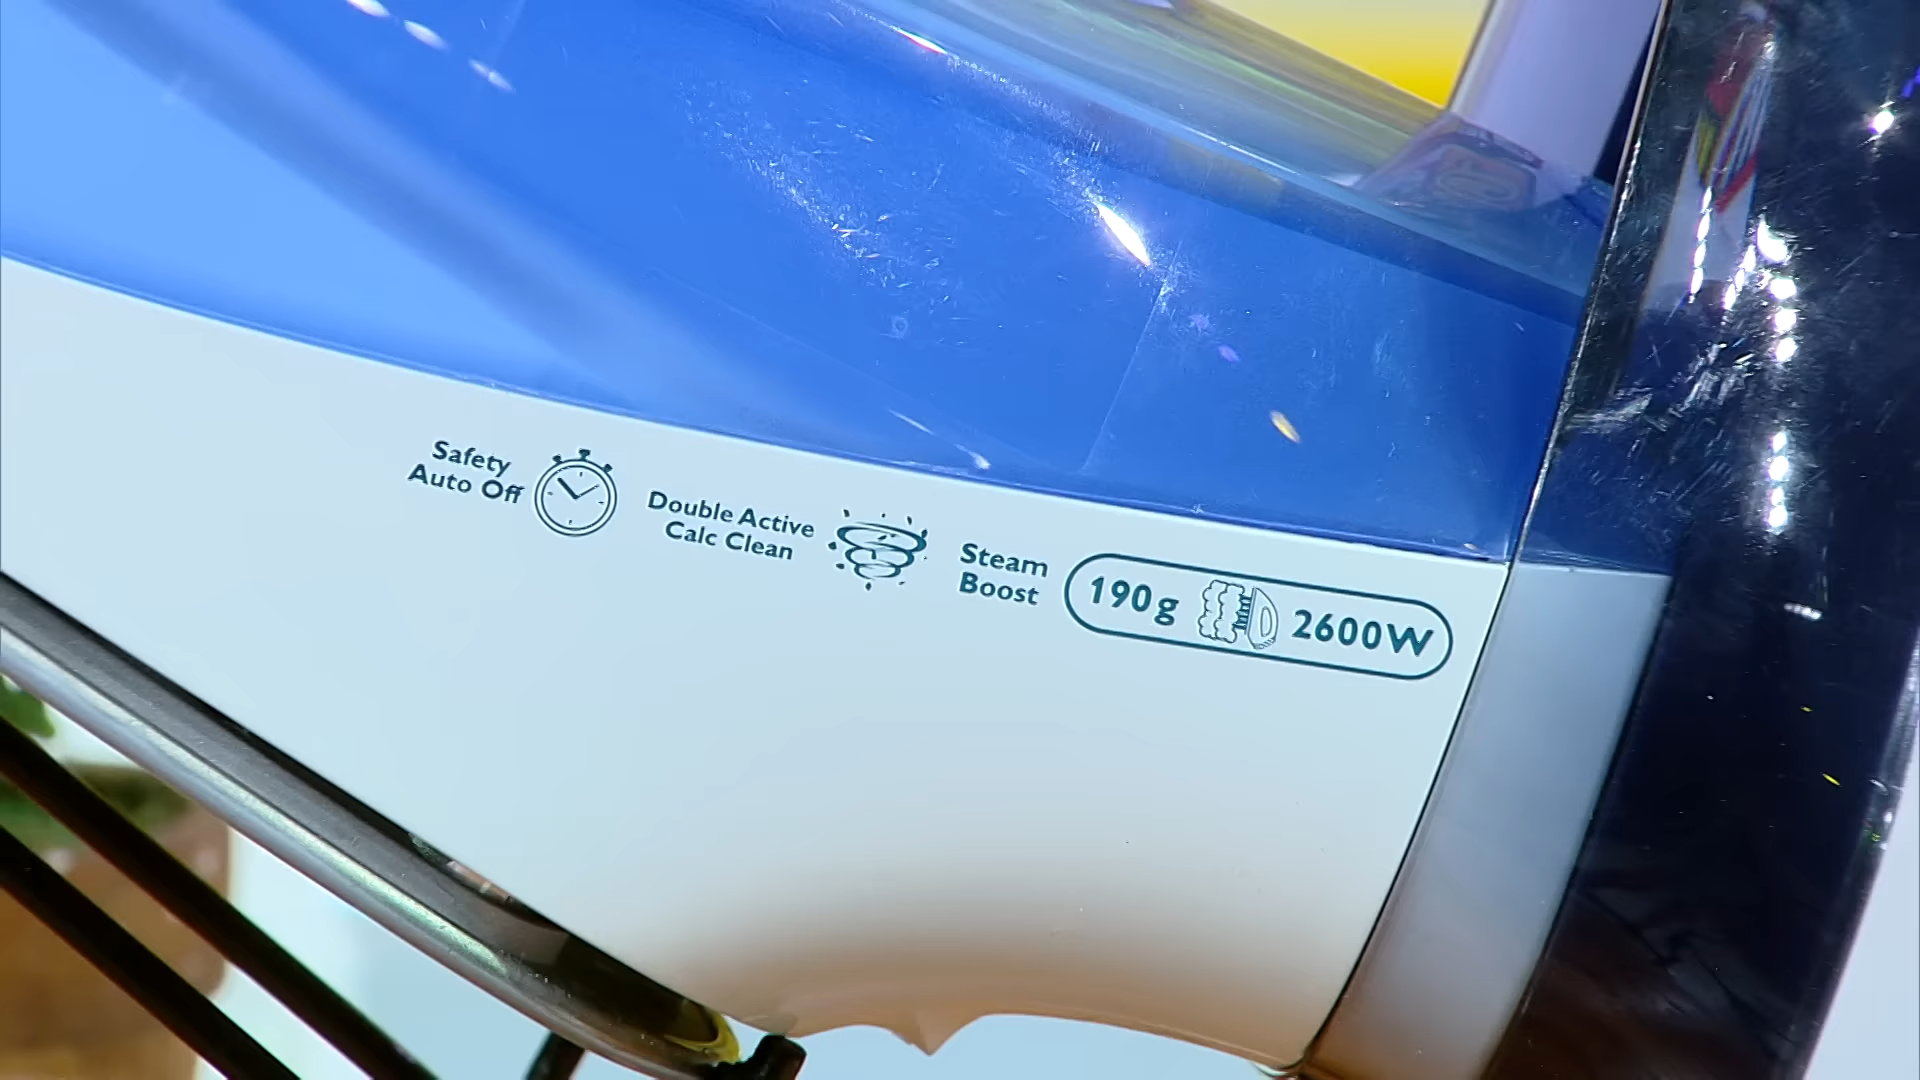 Safety
Auto Off
Double Active
Calc Clean
Steam
Boost
190g 2600W